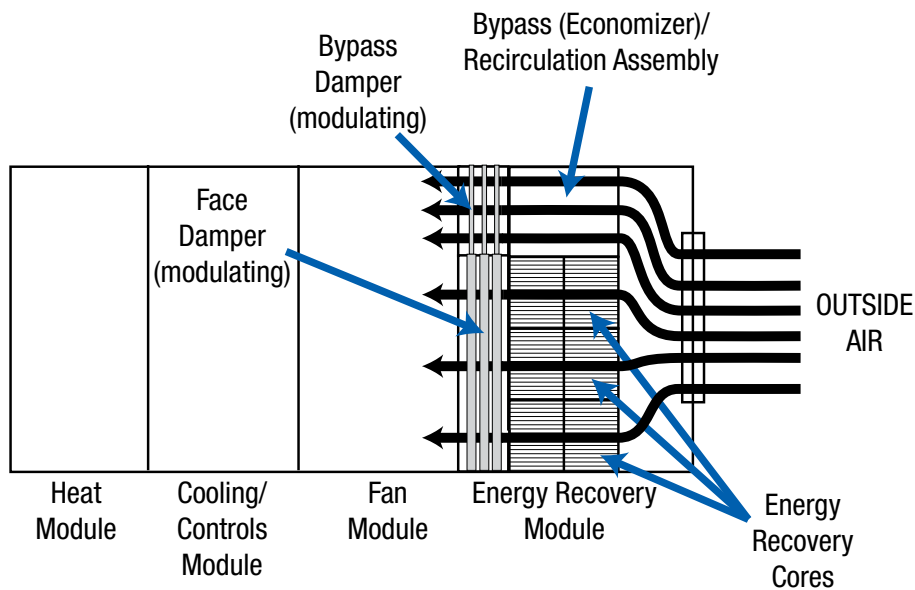 Bypass (Economizer)/
Recirculation Assembly
Bypass
Damper
(modulating)
Face
Damper
(modulating)
OUTSIDE
AIR
Heat
Module
Cooling/
Controls
Module
Fan
Module
Energy Recovery
Module
Energy
Recovery
Cores